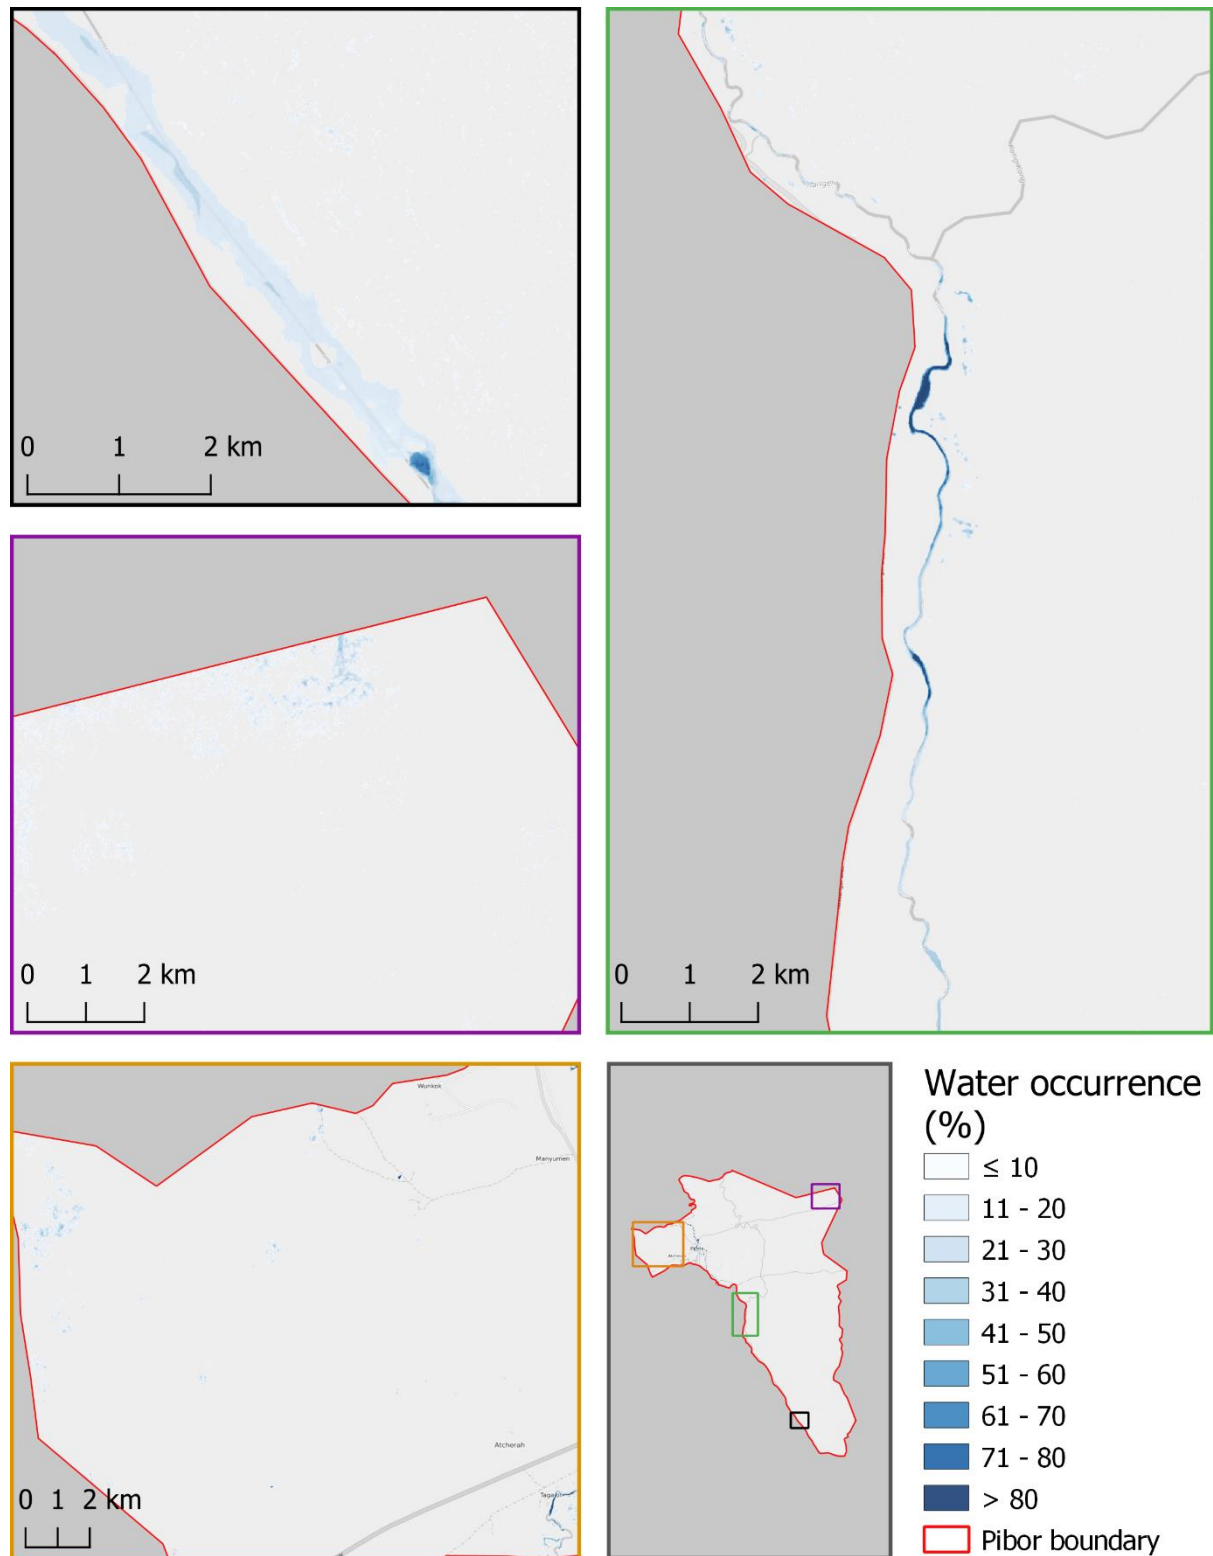 0 1 2 km
0 1 2 km
0 1 2 km
Wunkok
Manyumen
Atcherah
0 1 2 km
Water occurrence
(%)
≤ 10
11 - 20
21 - 30
31 - 40
41 - 50
51 - 60
61 - 70
71 - 80
> 80
Pibor boundary